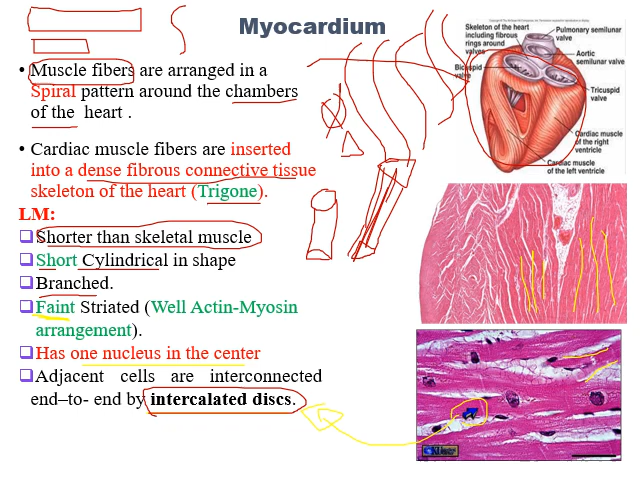 Myocardium
• Muscle fibers are arranged in a
Spiral pattern around the chambers
of the heart .
• Cardiac muscle fibers are inserted
into a dense fibrous connective tissue
skeleton of the heart (Trigone).
LM:
❑Shorter than skeletal muscle
❑Short Cylindrical in shape
❑Branched.
❑Faint Striated (Well Actin-Myosin
arrangement).
❑Has one nucleus in the center
❑Adjacent cells are interconnected
end–to- end by intercalated discs.
Skeleton of the heart
including fibrous
rings around
valves
Bicuspid
valve
Pulmonary semilunar
valve
Aortic
semilunar valve
Tricuspid
valve
Cardiac muscle
of the right
ventricle
Cardiac muscle
of the left ventricle